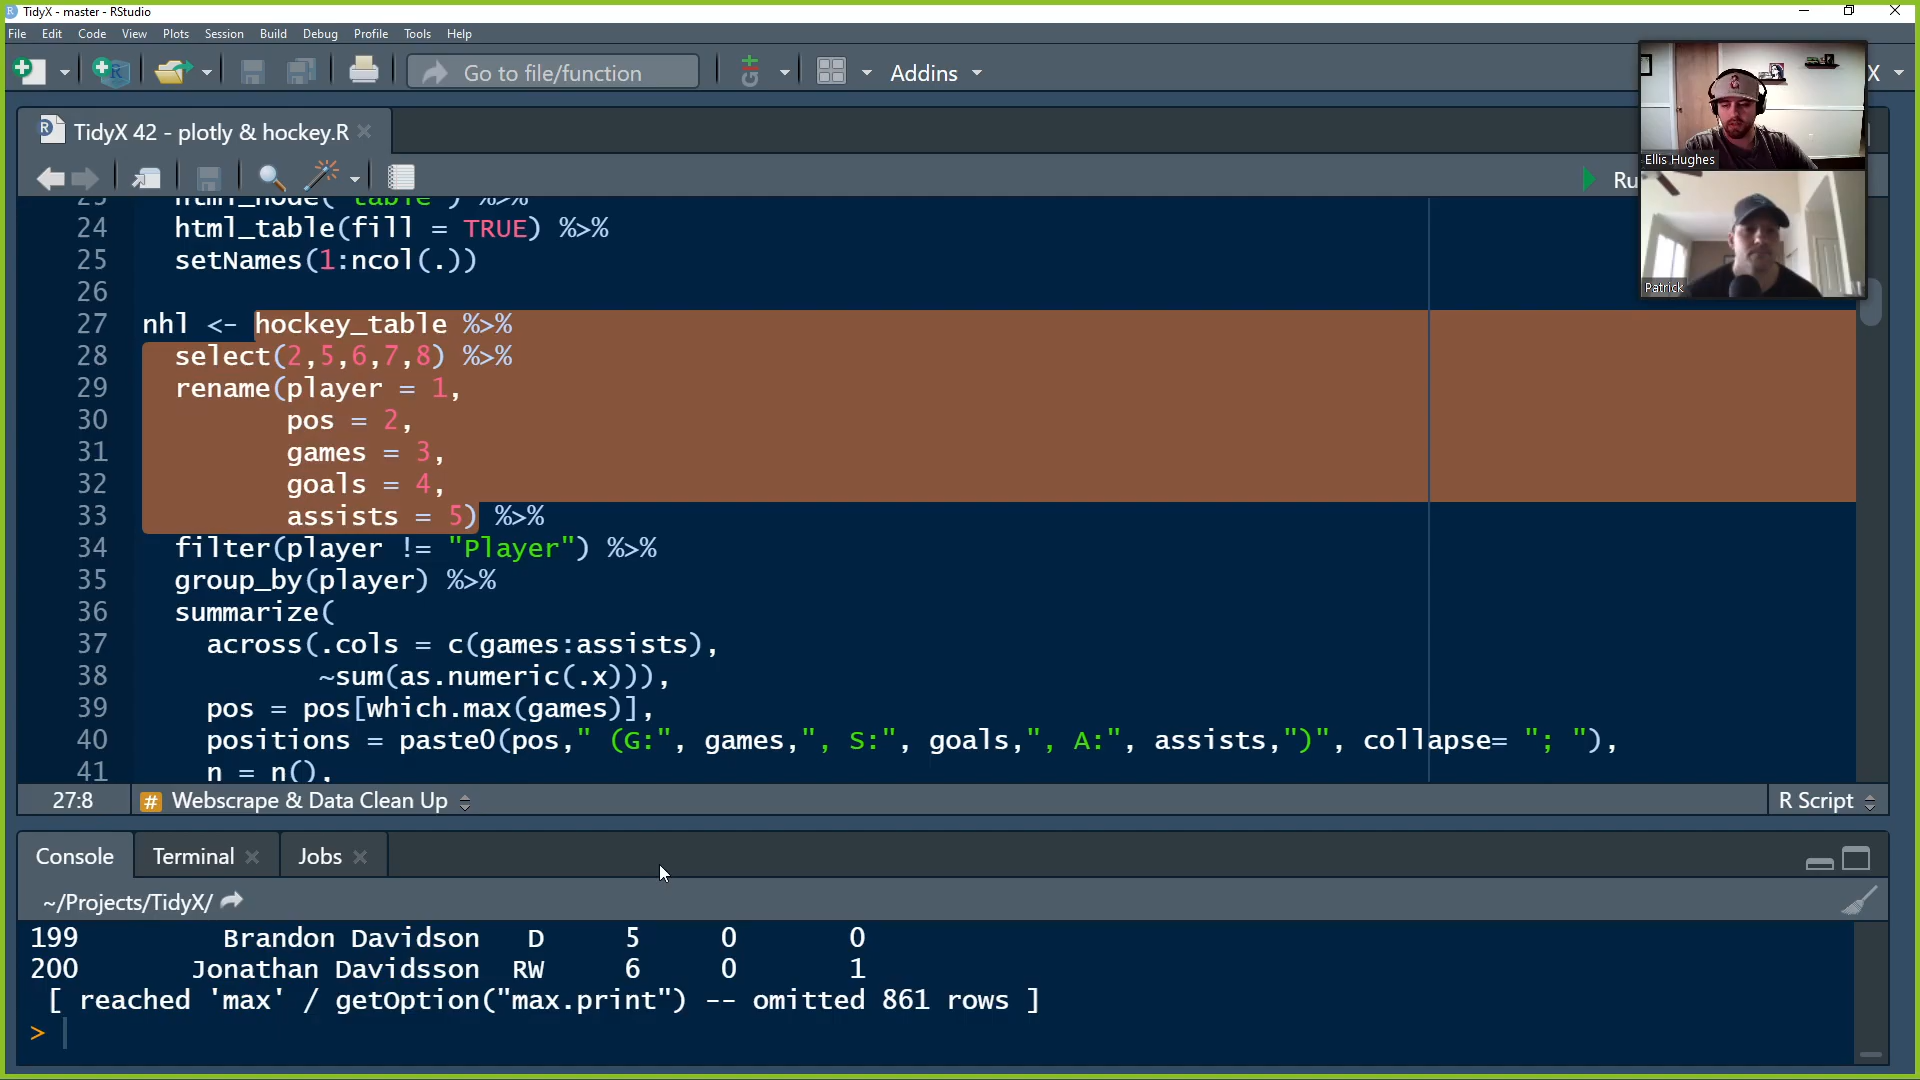 TidyX - master - RStudio
File Edit Code View Plots Session Build Debug Profile Tools Help
Go to file/function
Addins
X
TidyX 42 - plotly & hockey.R
Ru
Ellis Hughes
Patrick
23 html_node("table") %>%
24 html_table(fill = TRUE) %>%
25 setNames(1:ncol(.))
26
27 nhl <- hockey_table %>%
28 select(2,5,6,7,8) %>%
29 rename(player = 1,
30 pos = 2,
31 games = 3,
32 goals = 4,
33 assists = 5) %>%
34 filter(player != "Player") %>%
35 group_by(player) %>%
36 summarize(
37 across(.cols = c(games:assists),
38 ~sum(as.numeric(.x))),
39 pos = pos[which.max(games)],
40 positions = paste0(pos," (G:", games,", S:", goals,", A:", assists,")", collapse= "; "),
41 n = n(),
27:8 # Webscrape & Data Clean Up R Script
Console Terminal Jobs
~/Projects/TidyX/
199 Brandon Davidson D 5 0 0
200 Jonathan Davidsson RW 6 0 1
[ reached 'max' / getOption("max.print") -- omitted 861 rows ]
>